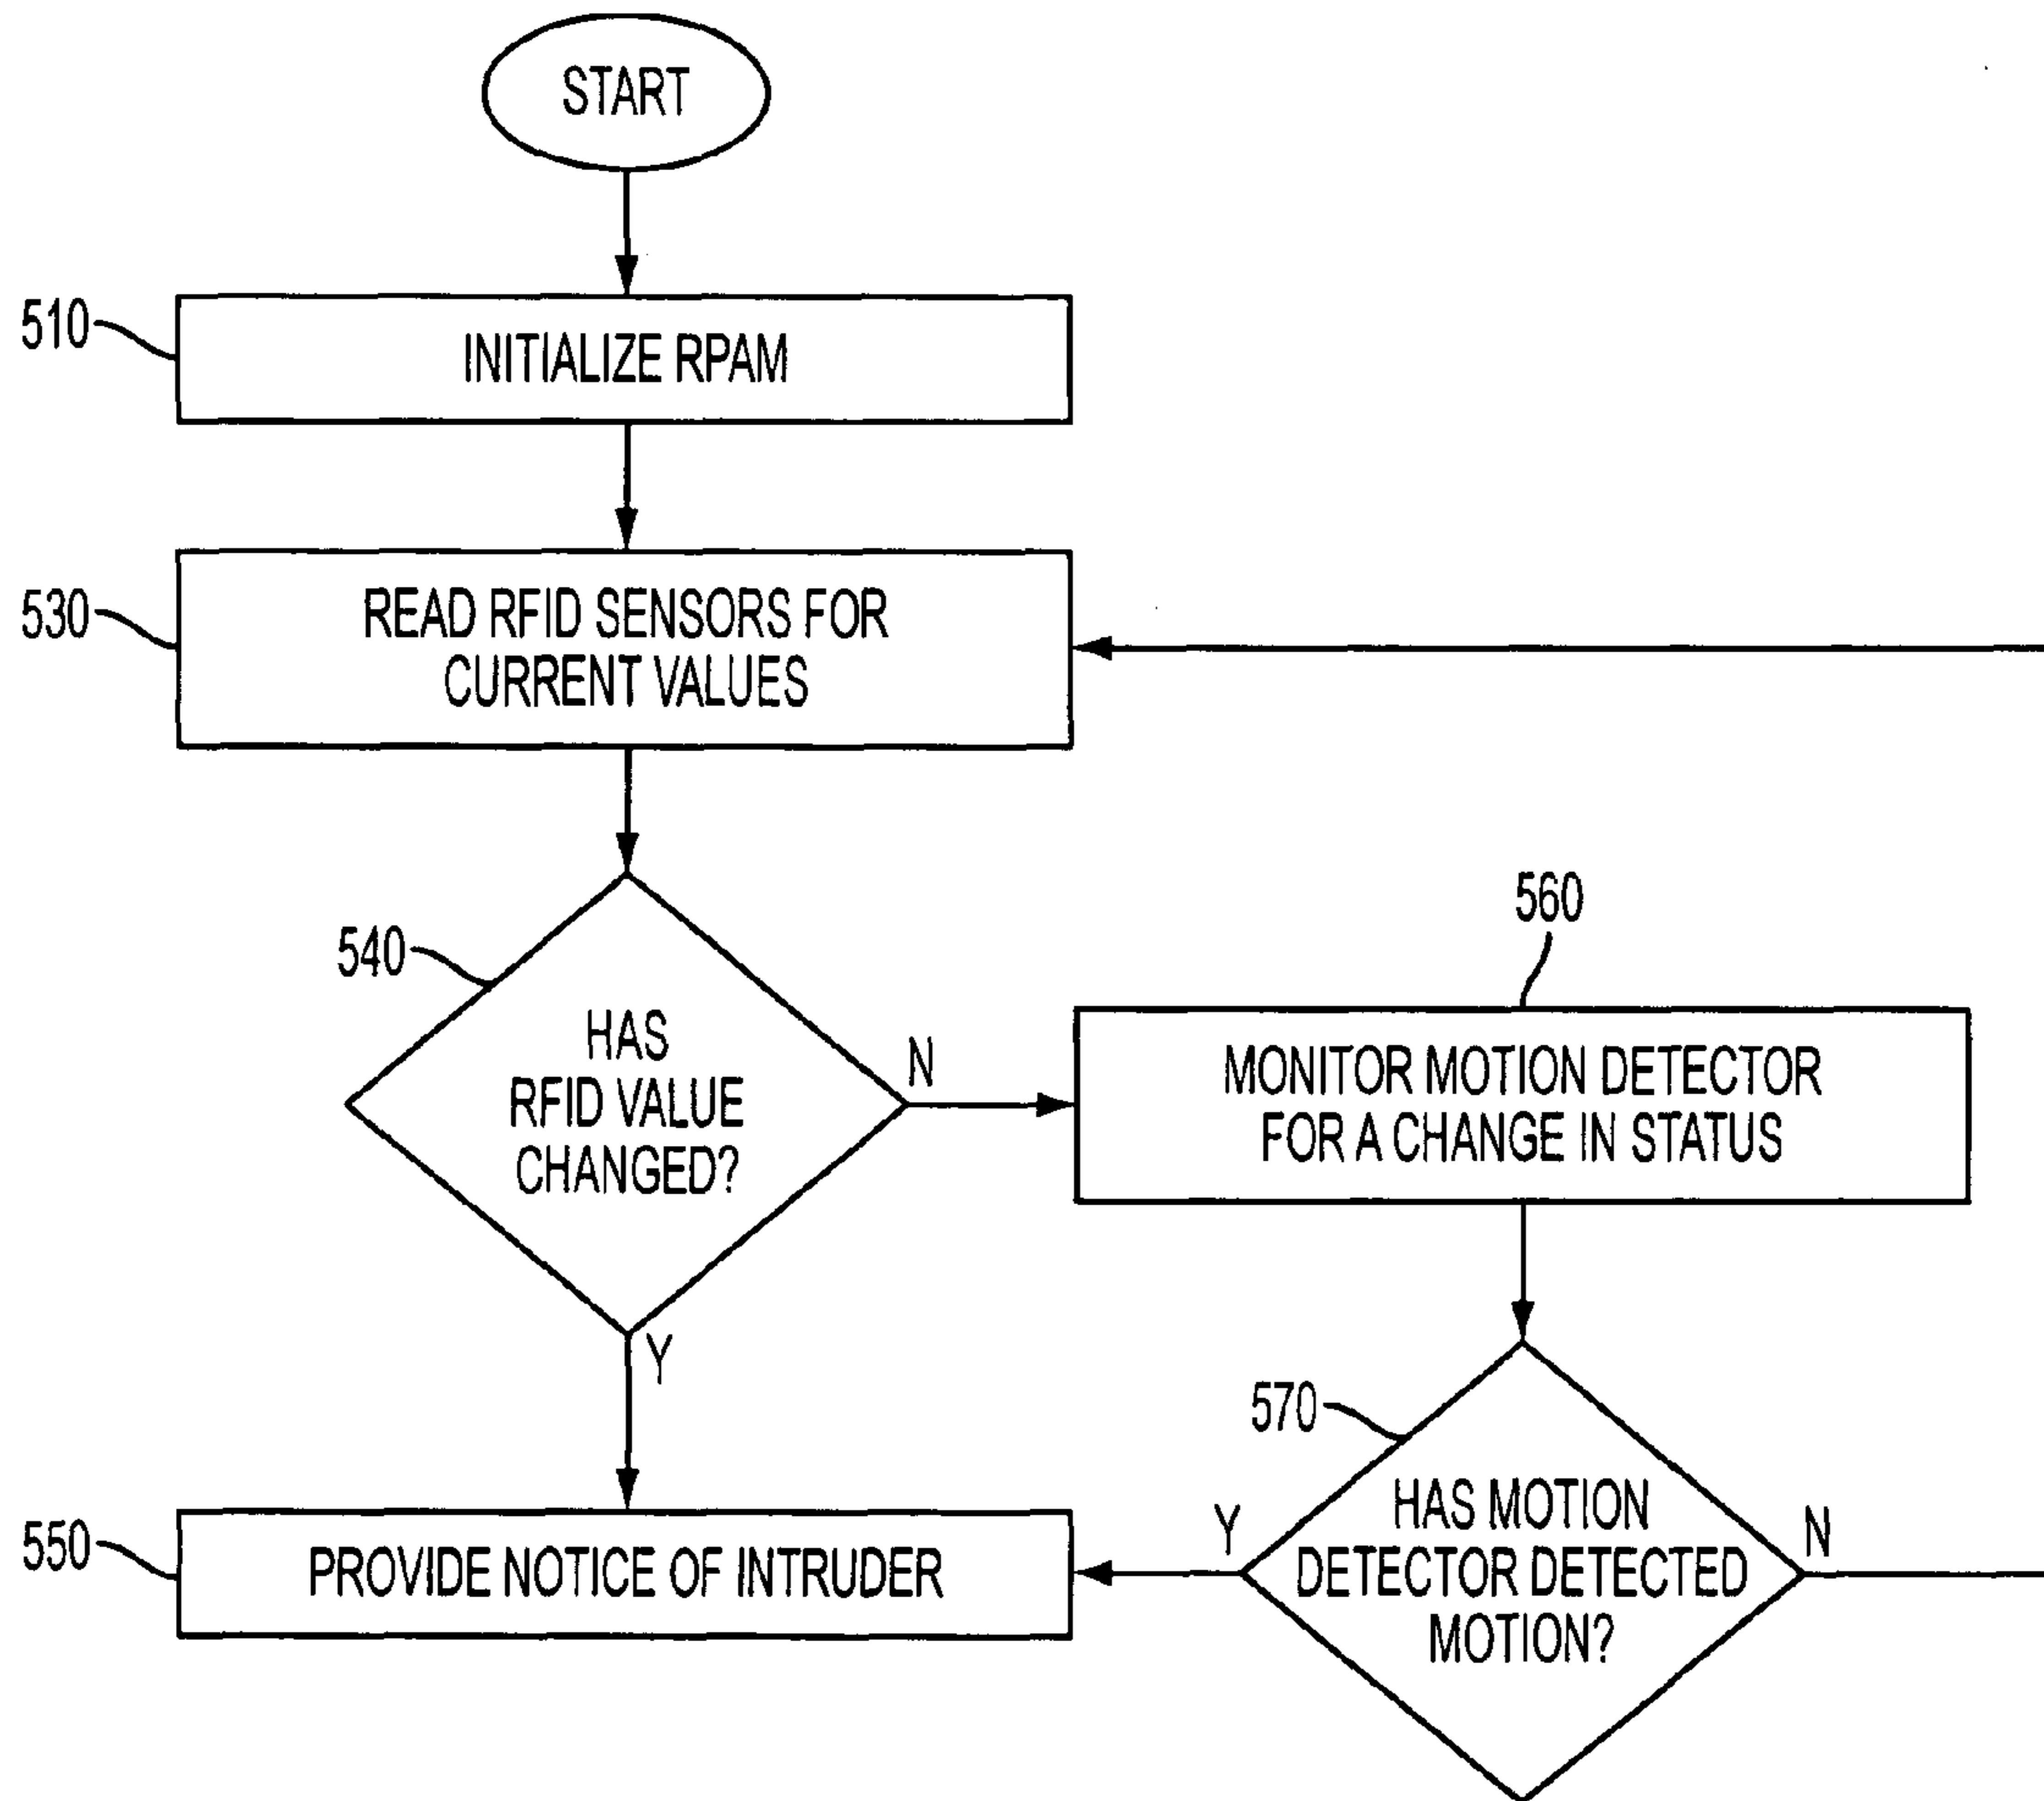 START
510
INITIALIZE RPAM
530
READ RFID SENSORS FOR
CURRENT VALUES
540
HAS
RFID VALUE
CHANGED?
N
Y
560
MONITOR MOTION DETECTOR
FOR A CHANGE IN STATUS
570
HAS MOTION
DETECTOR DETECTED
MOTION?
Y
N
550
PROVIDE NOTICE OF INTRUDER